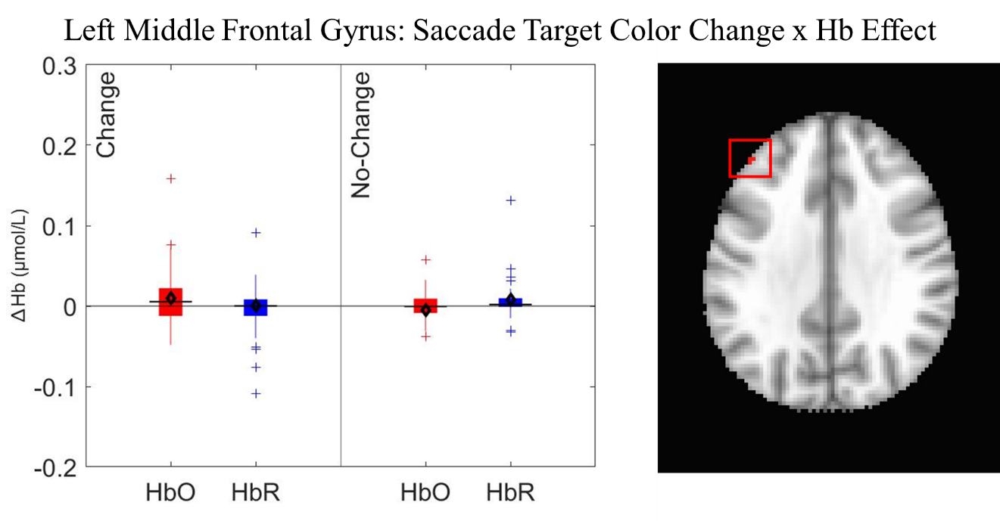 Left Middle Frontal Gyrus: Saccade Target Color Change x Hb Effect
Change
No-Change
ΔHb (μmol/L)
0.3
0.2
0.1
0
-0.1
-0.2
HbO
HbR
HbO
HbR